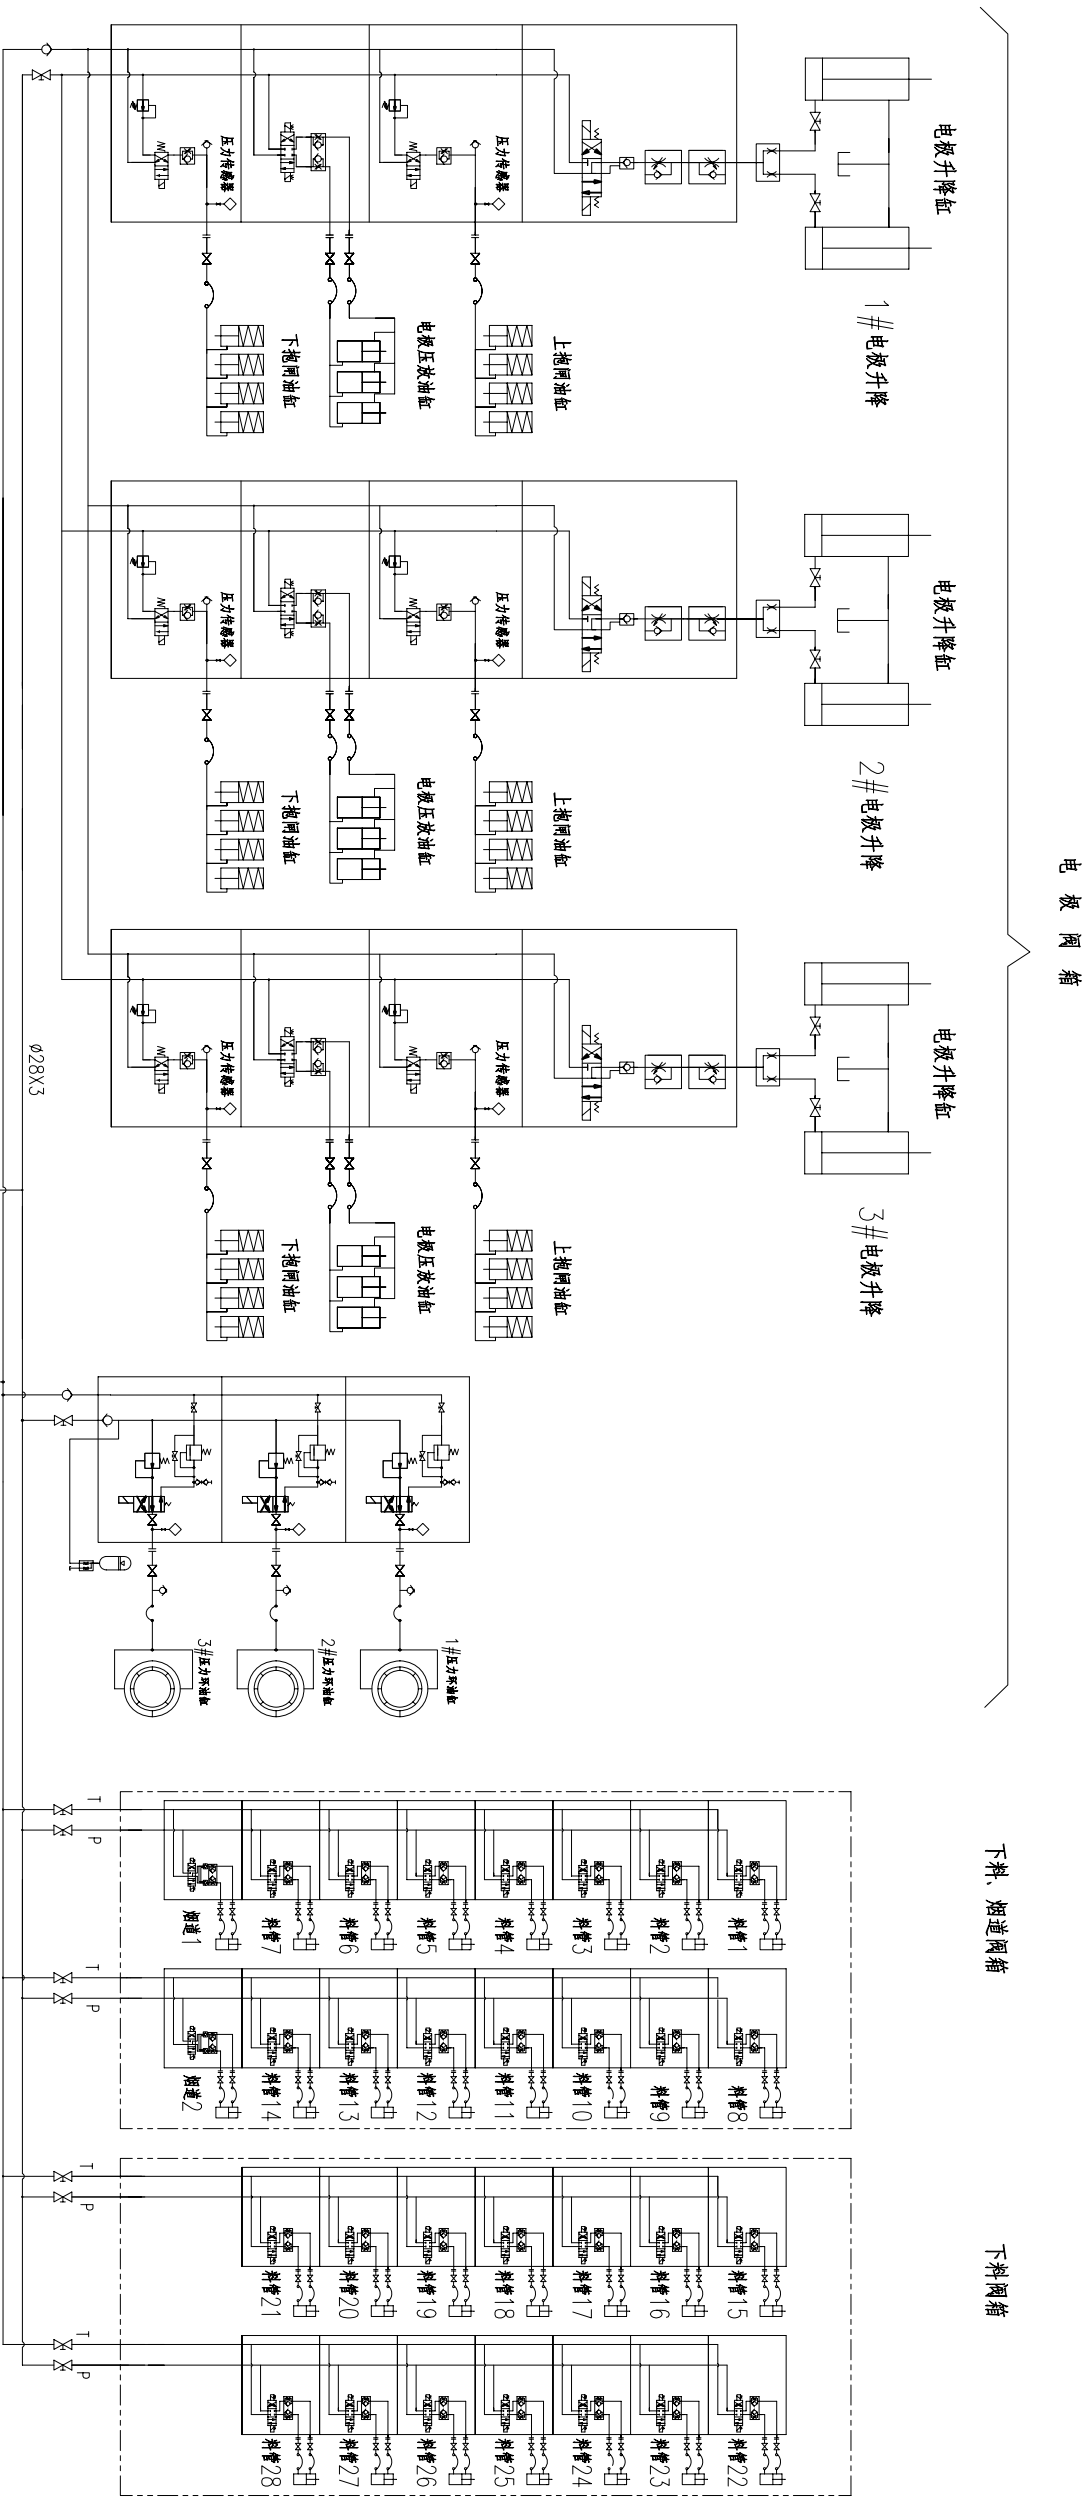 电极阀箱
电极升降缸
1#电极升降
压力传感器
压力传感器
上抱闸油缸
电极压放油缸
下抱闸油缸
电极升降缸
2#电极升降
压力传感器
压力传感器
上抱闸油缸
电极压放油缸
下抱闸油缸
电极升降缸
3#电极升降
压力传感器
压力传感器
上抱闸油缸
电极压放油缸
下抱闸油缸
Ø28X3
1#压力环油缸
2#压力环油缸
3#压力环油缸
下料、烟道阀箱
T
P
料管1
料管2
料管3
料管4
料管5
料管6
料管7
烟道1
T
P
料管8
料管9
料管10
料管11
料管12
料管13
料管14
烟道2
下料阀箱
T
P
料管15
料管16
料管17
料管18
料管19
料管20
料管21
T
P
料管22
料管23
料管24
料管25
料管26
料管27
料管28